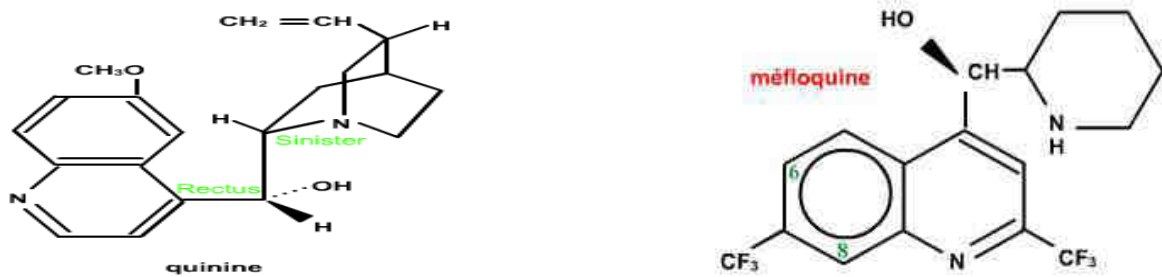 CH₂ ═CH
H
CH₃O
H
N
Sinister
N
Rectus
OH
H
quinine
HO
méfloquine
CH
N
H
6
8
CF₃
N
CF₃